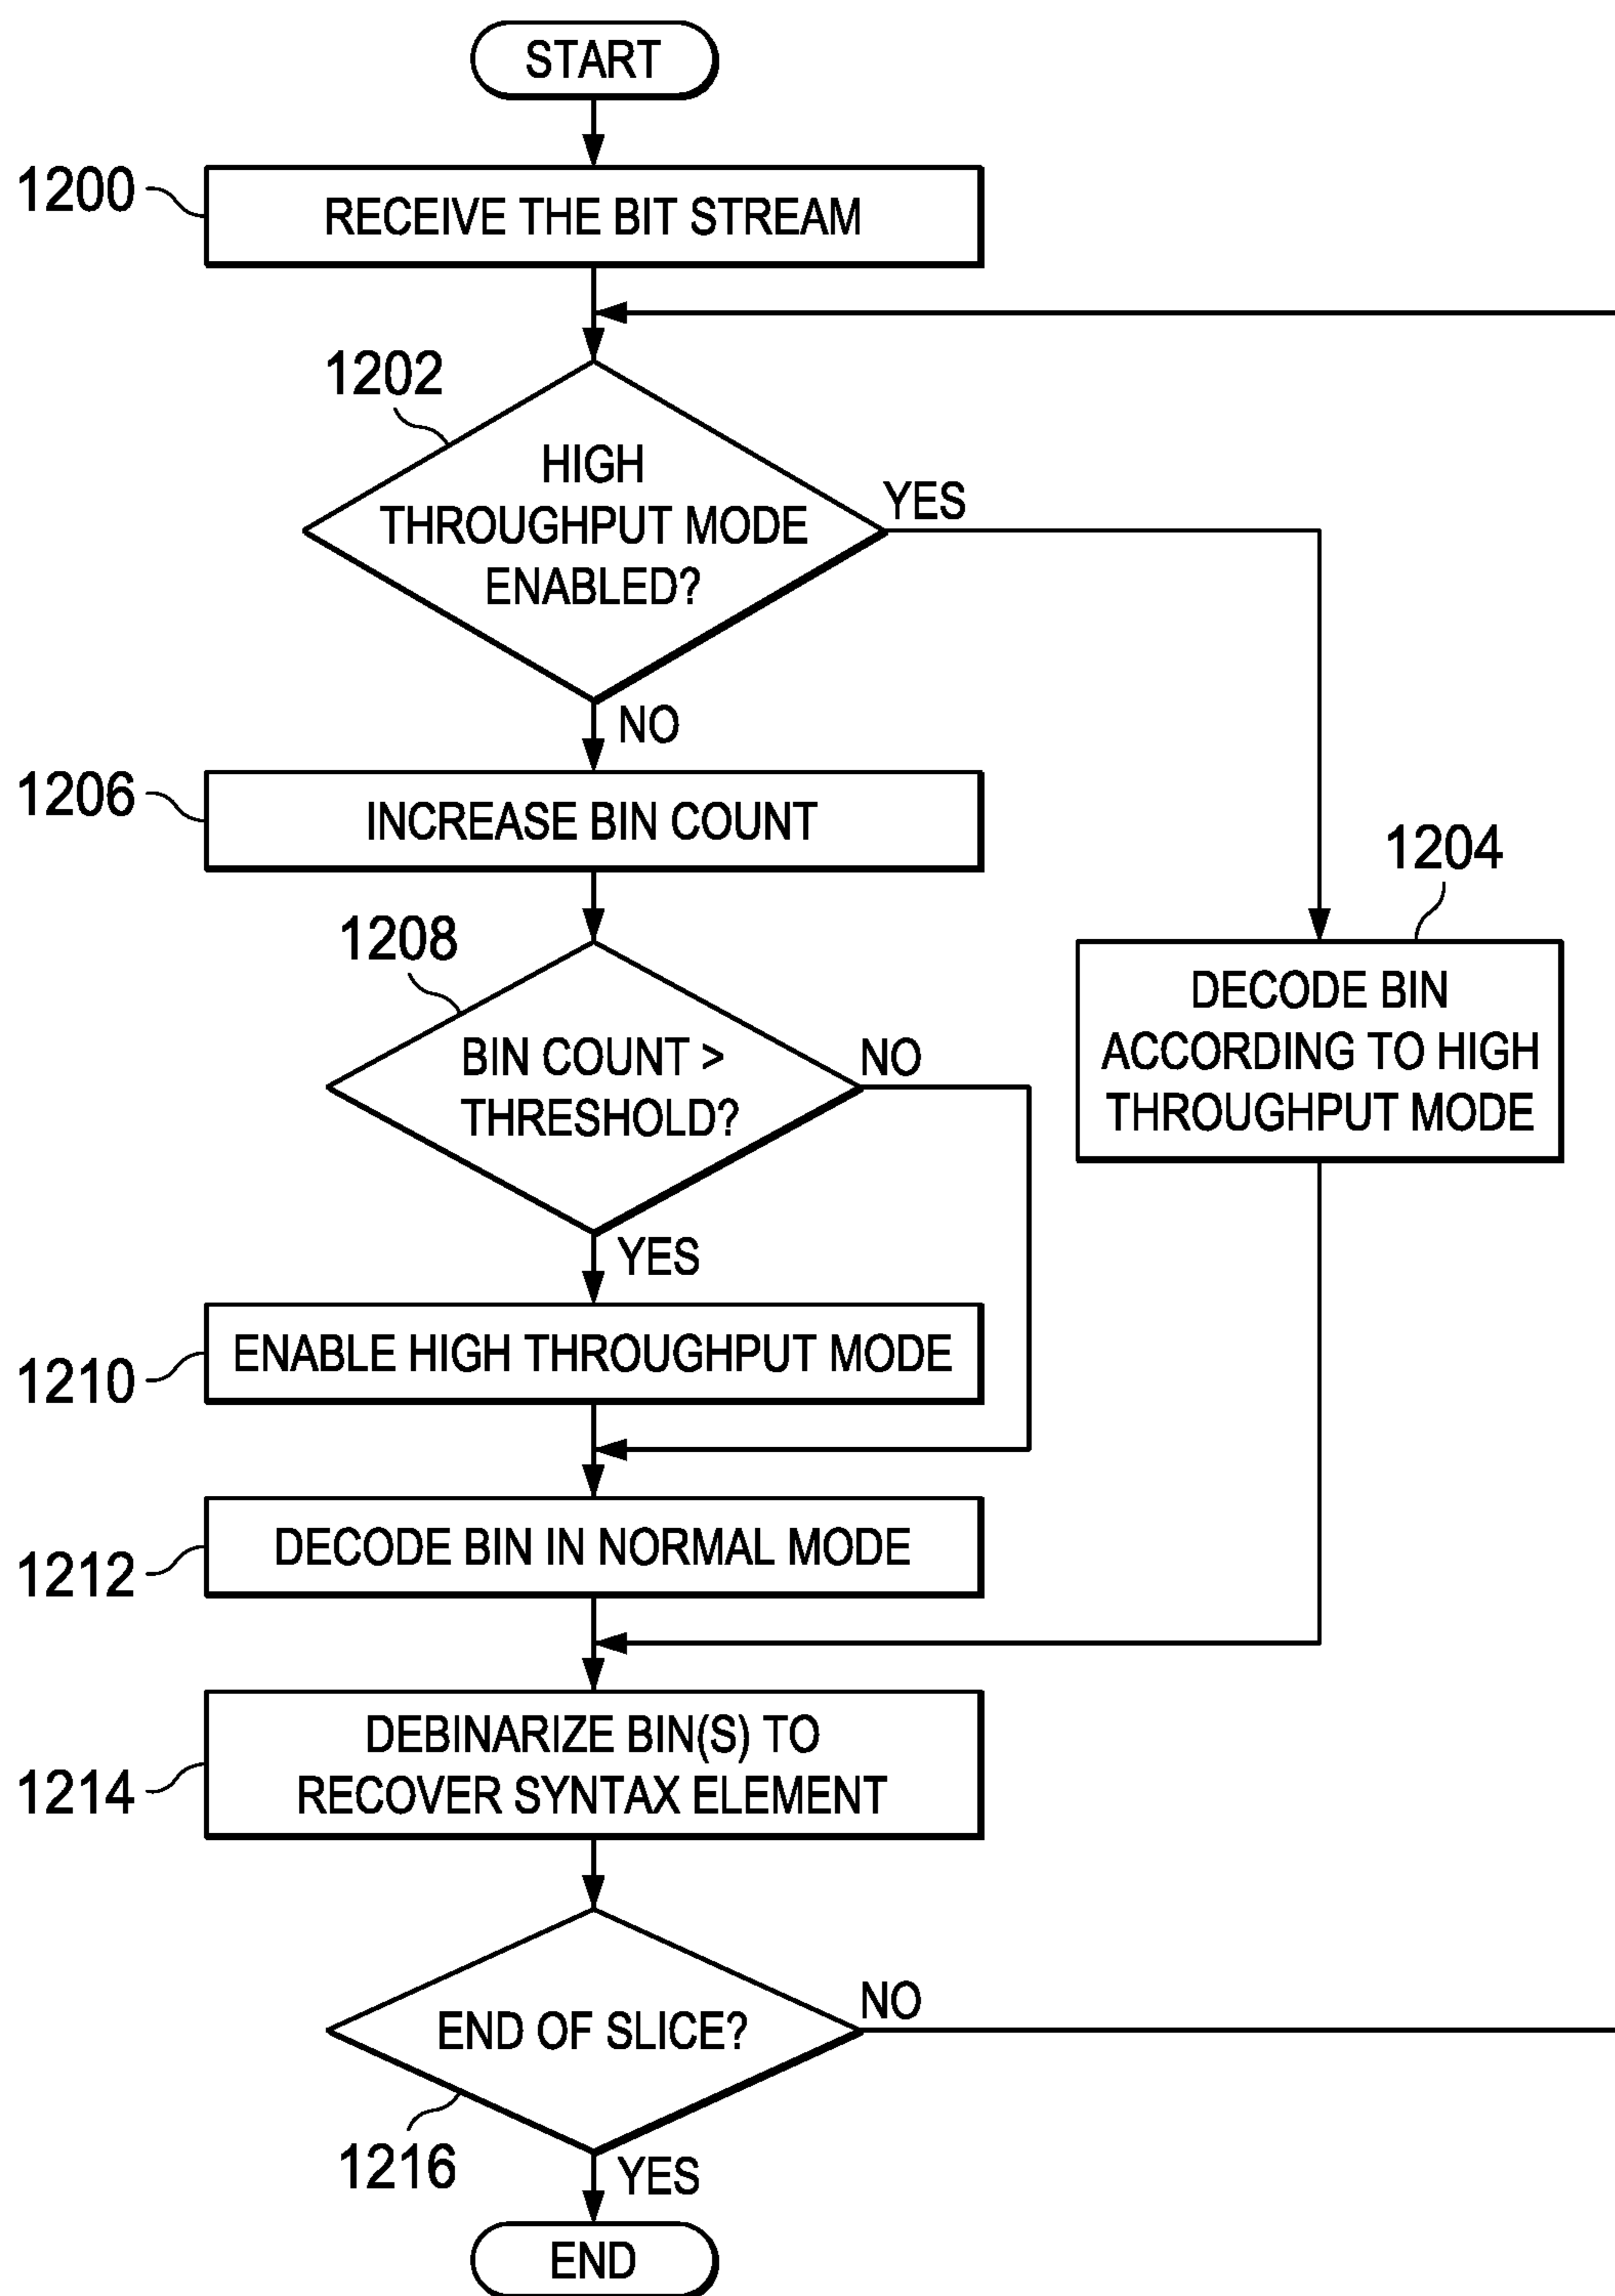 START
1200
RECEIVE THE BIT STREAM
1202
HIGH
THROUGHPUT MODE
ENABLED?
YES
NO
1206
INCREASE BIN COUNT
1204
DECODE BIN
ACCORDING TO HIGH
THROUGHPUT MODE
1208
BIN COUNT >
THRESHOLD?
NO
YES
1210
ENABLE HIGH THROUGHPUT MODE
1212
DECODE BIN IN NORMAL MODE
1214
DEBINARIZE BIN(S) TO
RECOVER SYNTAX ELEMENT
END OF SLICE?
NO
1216
YES
END